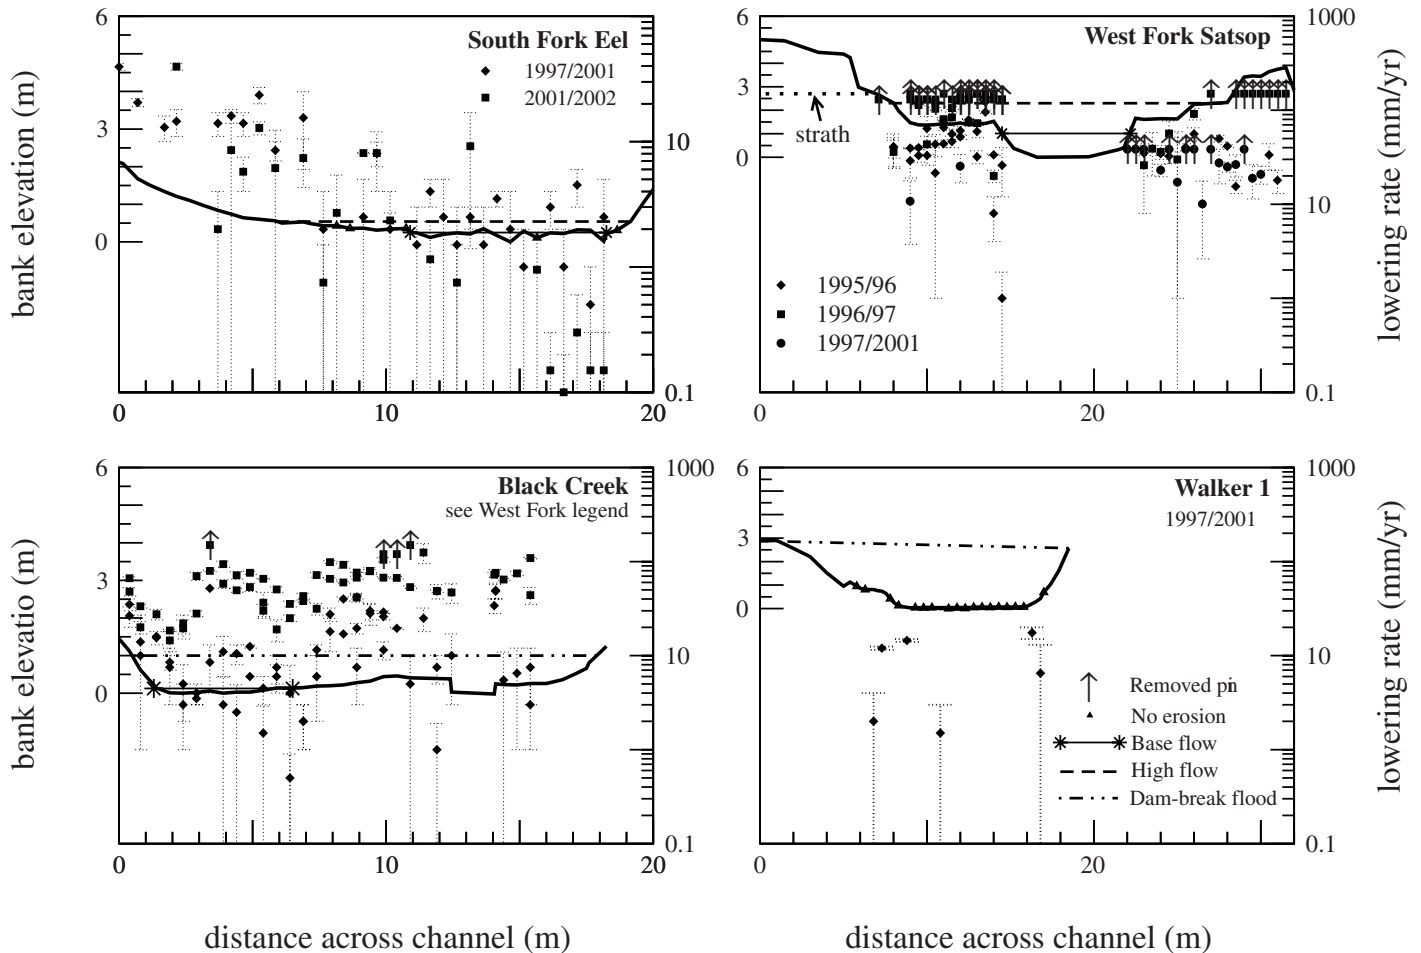 6
South Fork Eel
1997/2001
2001/2002
3
0
bank elevation (m)
10
0.1
0
10
20
6
West Fork Satsop
1000
3
strath
0
10
1995/96
1996/97
1997/2001
0.1
0
20
lowering rate (mm/yr)
6
Black Creek
see West Fork legend
3
0
bank elevatio (m)
0
10
20
6
Walker 1
1997/2001
1000
3
0
10
Removed pin
No erosion
Base flow
High flow
Dam-break flood
0.1
0
20
lowering rate (mm/yr)
distance across channel (m)
distance across channel (m)